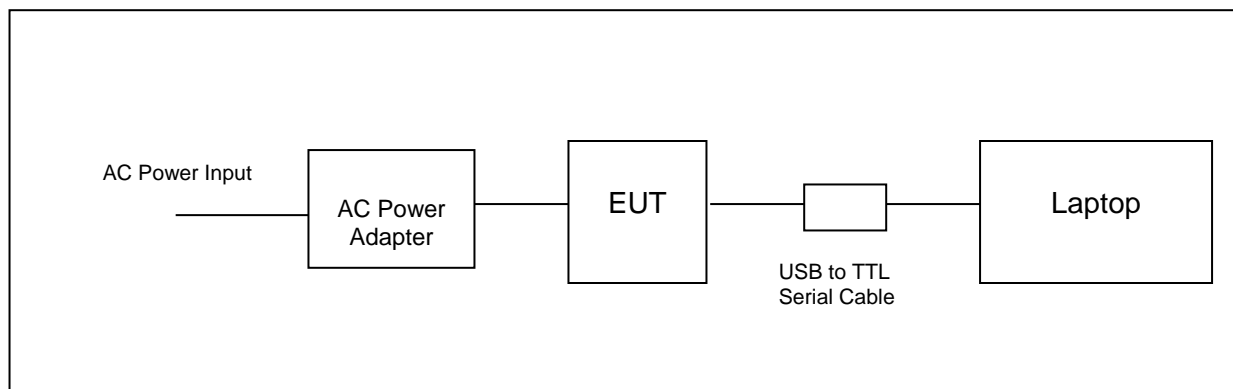 AC Power Input
AC Power
Adapter
EUT
USB to TTL
Serial Cable
Laptop